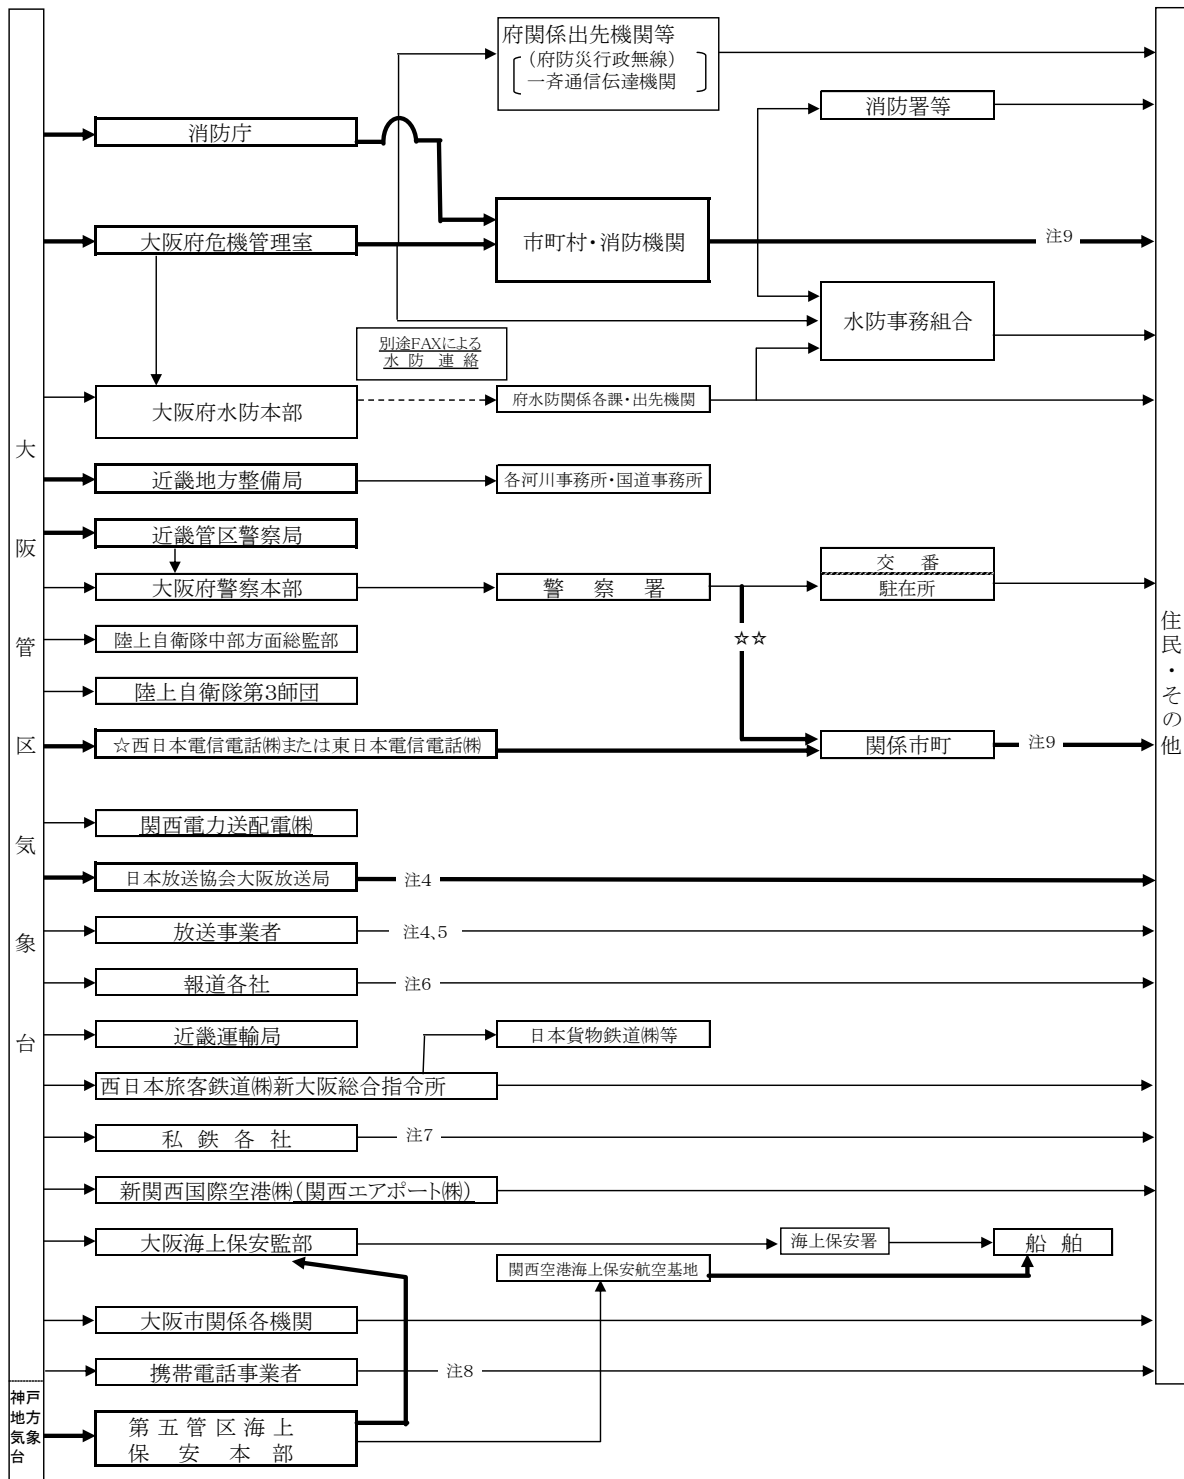 府関係出先機関等
（府防災行政無線）
一斉通信伝達機関
消防署等
消防庁
大阪府危機管理室
市町村・消防機関
注9
水防事務組合
別途FAXによる
水 防 連 絡
大阪府水防本部
府水防関係各課・出先機関
近畿地方整備局
各河川事務所・国道事務所
近畿管区警察局
大阪府警察本部
警 察 署
交 番
駐在所
☆☆
陸上自衛隊中部方面総監部
陸上自衛隊第3師団
☆西日本電信電話㈱または東日本電信電話㈱
関係市町
注9
関西電力送配電㈱
日本放送協会大阪放送局
注4
放送事業者
注4、5
報道各社
注6
近畿運輸局
日本貨物鉄道㈱等
西日本旅客鉄道㈱新大阪総合指令所
私 鉄 各 社
注7
新関西国際空港㈱（関西エアポート㈱）
大阪海上保安監部
海上保安署
船 舶
関西空港海上保安航空基地
大阪市関係各機関
携帯電話事業者
注8
第 五 管 区 海 上
保 安 本 部
大阪管区気象台
神戸
地方
気象
台
住民・その他